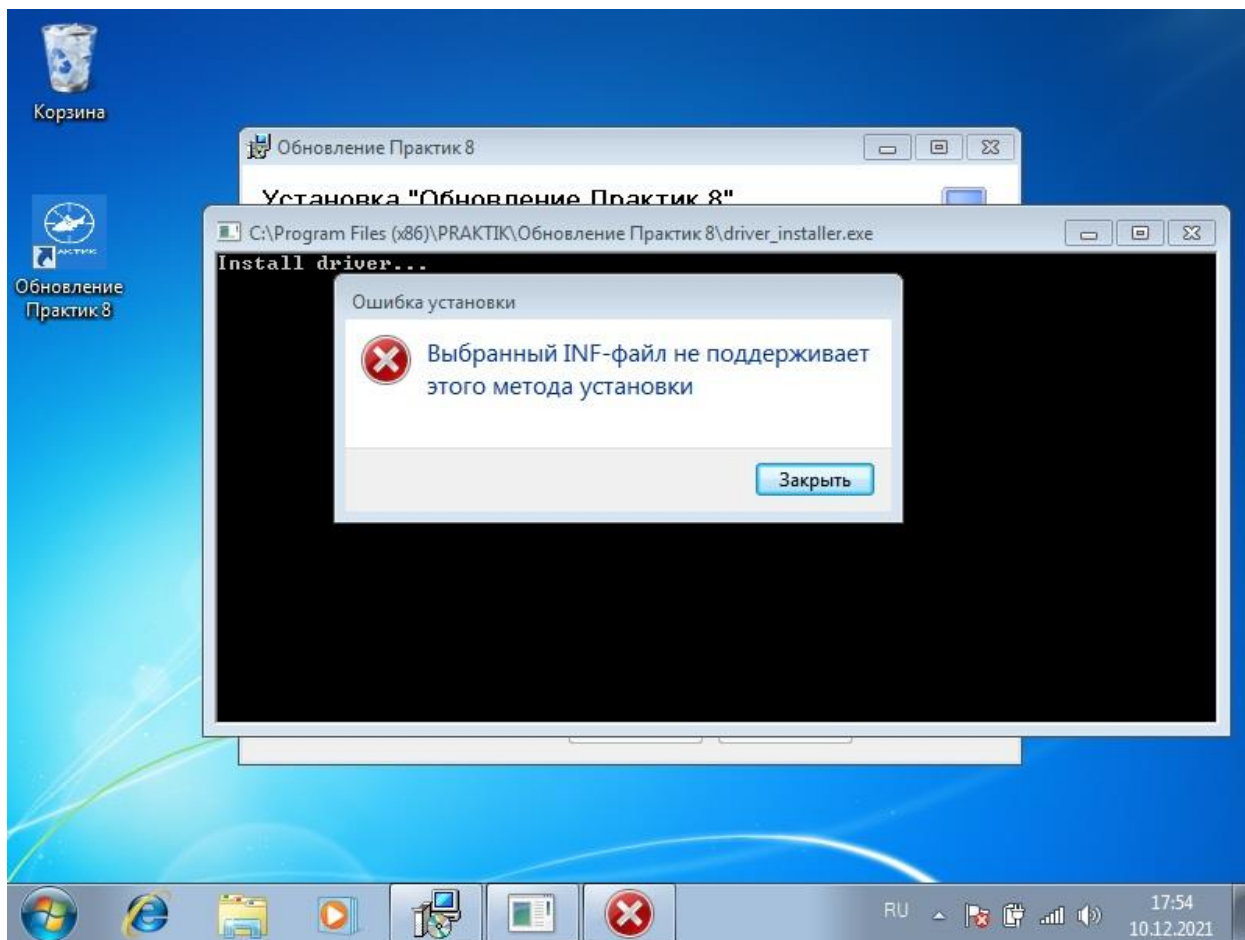 Корзина
Обновление Практик 8
Установка "Обновление Практик 8"
C:\Program Files (x86)\PRAKTIK\Обновление Практик 8\driver_installer.exe
Install driver...
Ошибка установки
Выбранный INF-файл не поддерживает
этого метода установки
Закрыть
Обновление
Практик 8
RU
17:54
10.12.2021